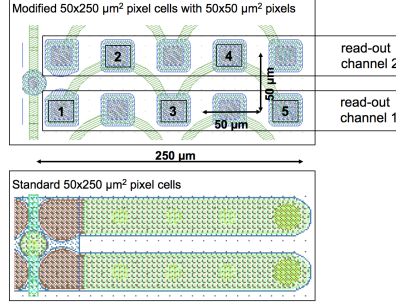 Modified 50x250 µm² pixel cells with 50x50 µm² pixels
2
4
read-out
channel 2
50 µm
1
3
5
read-out
channel 1
50 µm
250 µm
Standard 50x250 µm² pixel cells